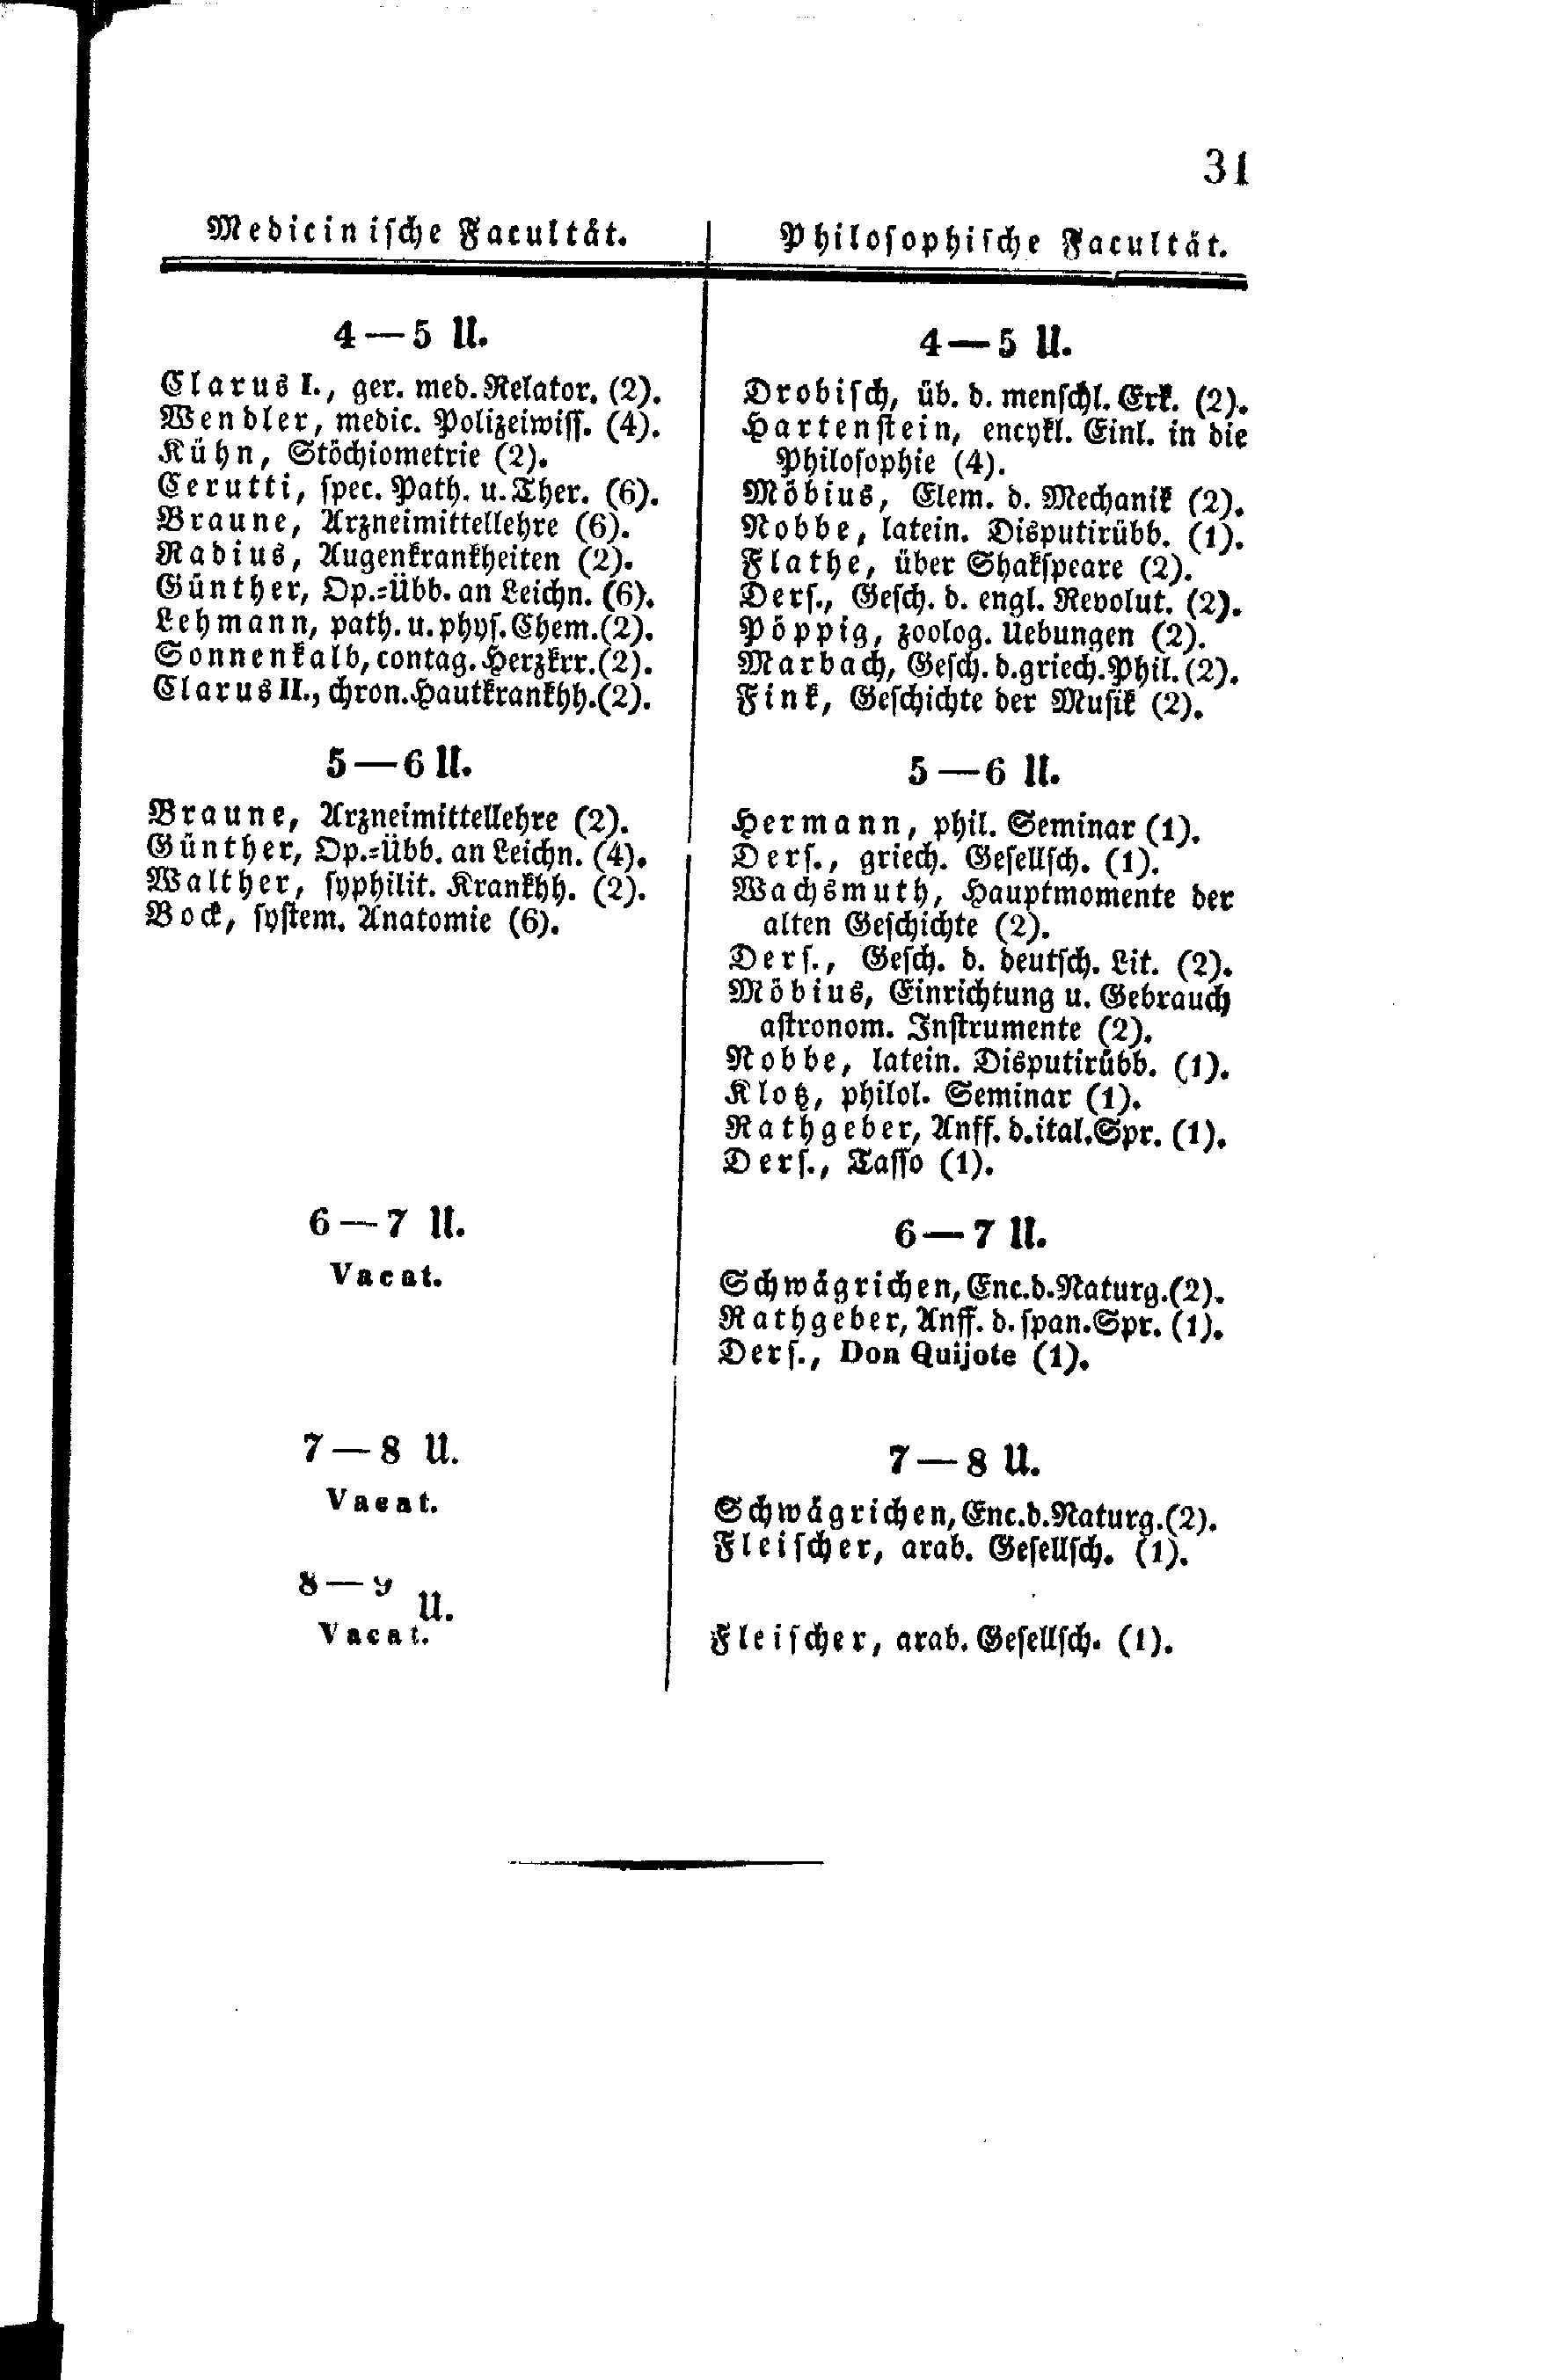 31
Medicinische Facultät.
4—5 U.
Clarus I., ger. med. Relator. (2).
Wendler, medic. Polizeiwiss. (4).
Kühn, Stöchiometrie (2).
Cerutti, spec. Path. u. Ther. (6).
Braune, Arzneimittellehre (6).
Radius, Augenkrankheiten (2).
Günther, Op.-Übb. an Leichn. (6).
Lehmann, path. u. phys. Chem. (2).
Sonnenkalb, contag. Herzkrr. (2).
Clarus II., chron. Hautkrankhh. (2).
5—6 U.
Braune, Arzneimittellehre (2).
Günther, Op.-Übb. an Leichn. (4).
Walther, syphilit. Krankhh. (2).
Bock, system. Anatomie (6).
6—7 U.
Vacat.
7—8 U.
Vacat.
8—9 U.
Vacat.
Philosophische Facultät.
4—5 U.
Drobisch, üb. d. menschl. Erk. (2).
Hartenstein, encykl. Einl. in die
Philosophie (4).
Möbius, Elem. d. Mechanik (2).
Nobbe, latein. Disputirübb. (1).
Flathe, über Shakspeare (2).
Ders., Gesch. d. engl. Revolut. (2).
Pöppig, zoolog. Uebungen (2).
Marbach, Gesch. d. griech. Phil. (2).
Fink, Geschichte der Musik (2).
5—6 U.
Hermann, phil. Seminar (1).
Ders., griech. Gesellsch. (1).
Wachsmuth, Hauptmomente der
alten Geschichte (2).
Ders., Gesch. d. deutsch. Lit. (2).
Möbius, Einrichtung u. Gebrauch
astronom. Instrumente (2).
Nobbe, latein. Disputirübb. (1).
Klotz, philol. Seminar (1).
Rathgeber, Anff. d. ital. Spr. (1).
Ders., Tasso (1).
6—7 U.
Schwägrichen, Enc. d. Naturg. (2).
Rathgeber, Anff. d. span. Spr. (1).
Ders., Don Quijote (1).
7—8 U.
Schwägrichen, Enc. d. Naturg. (2).
Fleischer, arab. Gesellsch. (1).
Fleischer, arab. Gesellsch. (1).